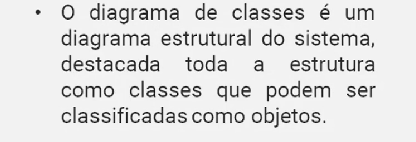 • O diagrama de classes é um
diagrama estrutural do sistema,
destacada toda a estrutura
como classes que podem ser
classificadas como objetos.